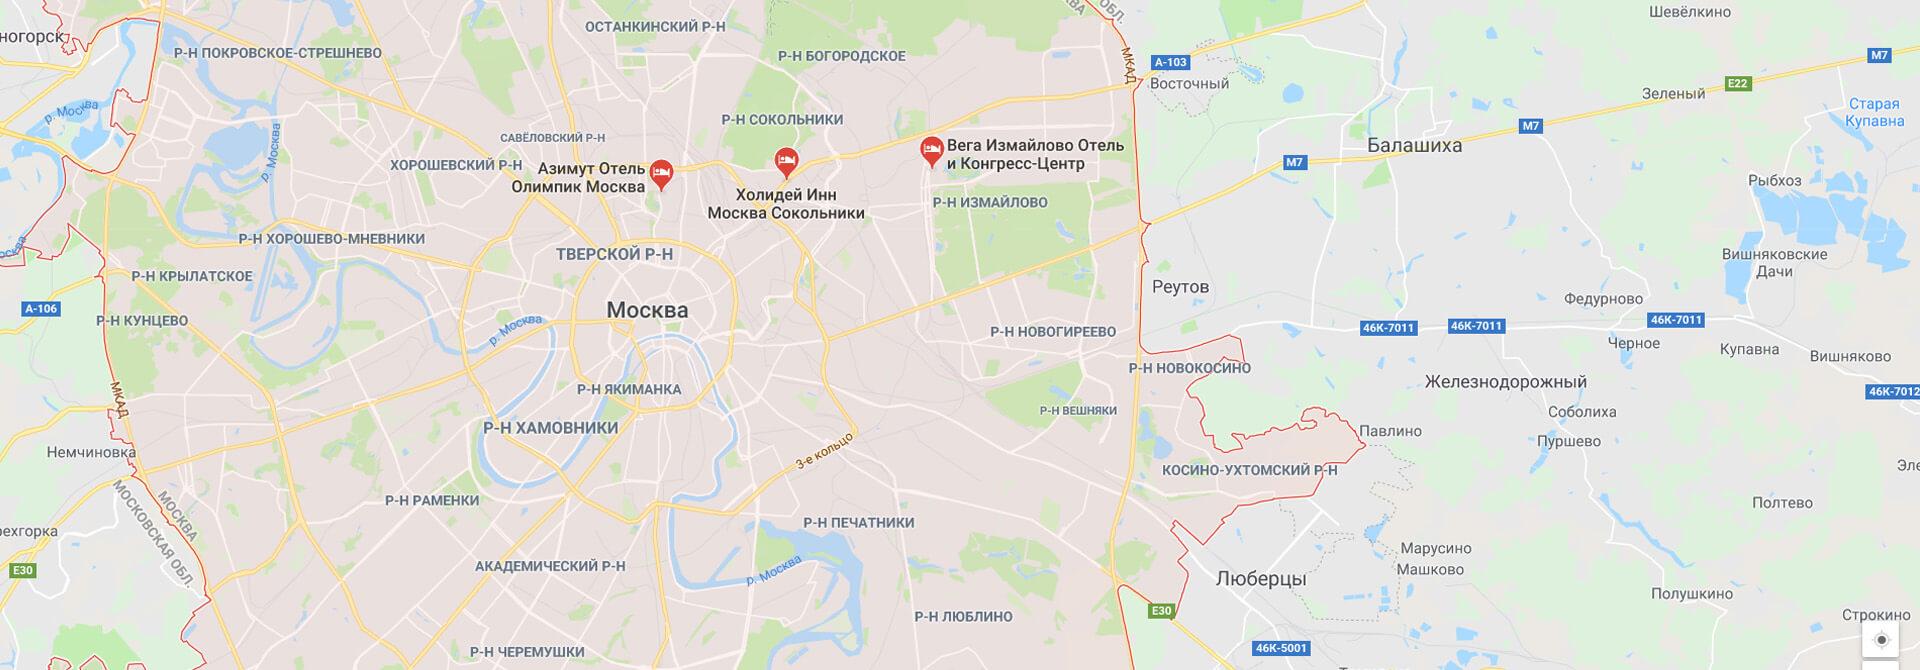 Шевёлкино
ОСТАНКИНСКИЙ Р-Н
ногорск
Р-Н ПОКРОВСКОЕ-СТРЕШНЕВО
Р-Н БОГОРОДСКОЕ
МКАД
А-103
М7
Восточный
E22
Зеленый
р. Москва
Старая
Купавна
Р-Н СОКОЛЬНИКИ
М7
САВЁЛОВСКИЙ Р-Н
р. Москва
Вега Измайлово Отель
и Конгресс-Центр
Балашиха
М7
ХОРОШЕВСКИЙ Р-Н
Азимут Отель
Олимпик Москва
Холидей Инн
Москва Сокольники
Рыбхоз
Р-Н ИЗМАЙЛОВО
Р-Н ХОРОШЕВО-МНЕВНИКИ
ТВЕРСКОЙ Р-Н
Вишняковские
Дачи
Р-Н КРЫЛАТСКОЕ
Реутов
Федурново
А-106
Москва
Р-Н КУНЦЕВО
р. Москва
Р-Н НОВОГИРЕЕВО
46К-7011
46К-7011
46К-7011
Черное
Купавна
Вишняково
Р-Н НОВОКОСИНО
Железнодорожный
46К-7012
Р-Н ЯКИМАНКА
МКАД
Р-Н ВЕШНЯКИ
Соболиха
Р-Н ХАМОВНИКИ
Павлино
Пуршево
Немчиновка
3-е кольцо
КОСИНО-УХТОМСКИЙ Р-Н
Эле
МОСКВА
МОСКОВСКАЯ ОБЛ.
Р-Н РАМЕНКИ
Полтево
Р-Н ПЕЧАТНИКИ
рехгорка
Марусино
Машково
E30
АКАДЕМИЧЕСКИЙ Р-Н
р. Москва
Люберцы
Полушкино
E30
Р-Н ЛЮБЛИНО
Строкино
Р-Н ЧЕРЕМУШКИ
46К-5001